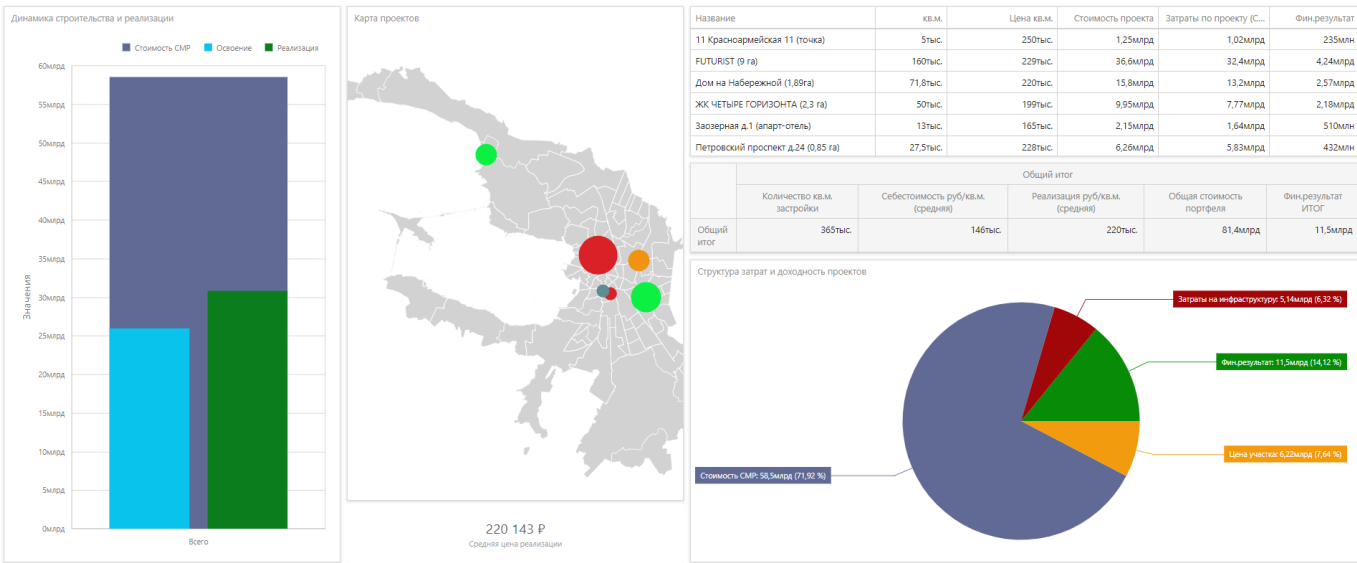 Динамика строительства и реализации
Стоимость СМР Освоение Реализация
60млрд
55млрд
50млрд
45млрд
40млрд
35млрд
30млрд
25млрд
20млрд
15млрд
10млрд
5млрд
0млрд
Значения
Всего
Карта проектов
220 143 ₽
Средняя цена реализации
Название кв.м. Цена кв.м. Стоимость проекта Затраты по проекту (С... Фин.результат
11 Красноармейская 11 (точка) 5тыс. 250тыс. 1,25млрд 1,02млрд 235млн
FUTURIST (9 га) 160тыс. 229тыс. 36,6млрд 32,4млрд 4,24млрд
Дом на Набережной (1,89га) 71,8тыс. 220тыс. 15,8млрд 13,2млрд 2,57млрд
ЖК ЧЕТЫРЕ ГОРИЗОНТА (2,3 га) 50тыс. 199тыс. 9,95млрд 7,77млрд 2,18млрд
Заозерная д.1 (апарт-отель) 13тыс. 165тыс. 2,15млрд 1,64млрд 510млн
Петровский проспект д.24 (0,85 га) 27,5тыс. 228тыс. 6,26млрд 5,83млрд 432млн
Общий итог
Количество кв.м. Себестоимость руб/кв.м. Реализация руб/кв.м. Общая стоимость Фин.результат
застройки (средняя) (средняя) портфеля ИТОГ
Общий 365тыс. 146тыс. 220тыс. 81,4млрд 11,5млрд
итог
Структура затрат и доходность проектов
Затраты на инфраструктуру: 5,14млрд (6,32 %)
Фин.результат: 11,5млрд (14,12 %)
Цена участка: 6,22млрд (7,64 %)
Стоимость СМР: 58,5млрд (71,92 %)